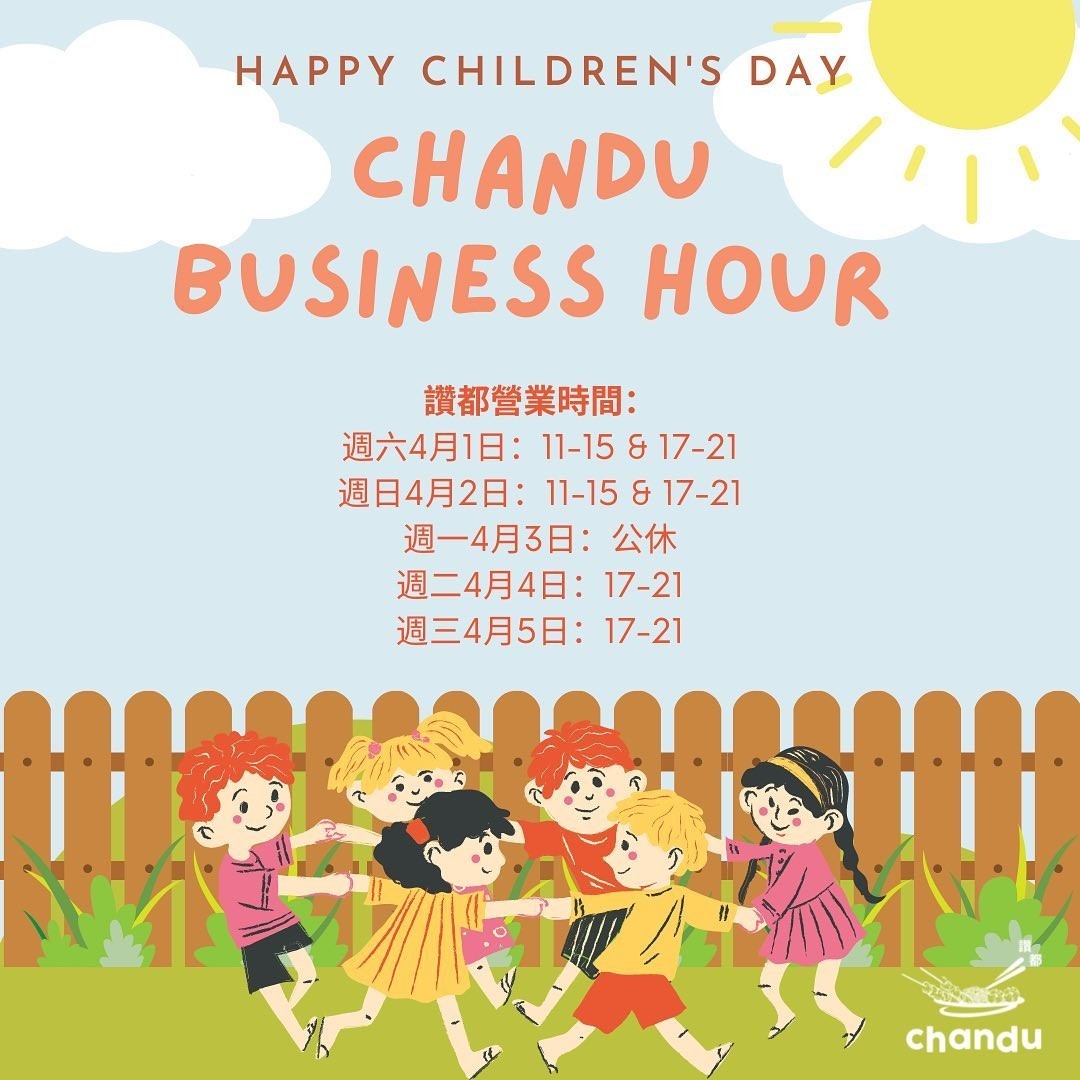 HAPPY CHILDREN'S DAY
CHANDU
BUSINESS HOUR
讚都營業時間：
週六4月1日：11-15 & 17-21
週日4月2日：11-15 & 17-21
週一4月3日：公休
週二4月4日：17-21
週三4月5日：17-21
讚都
chandu